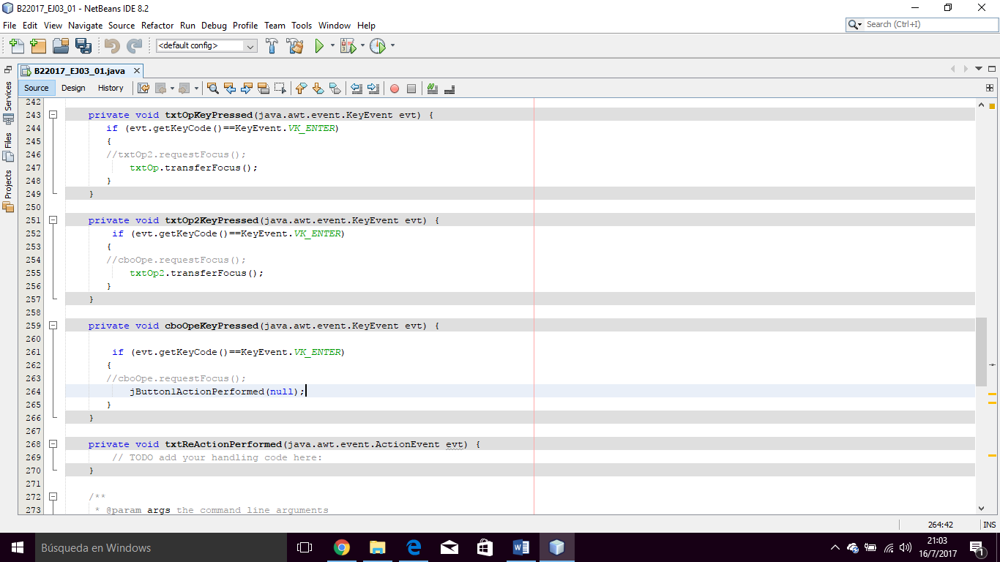 B22017_EJ03_01 - NetBeans IDE 8.2
File Edit View Navigate Source Refactor Run Debug Profile Team Tools Window Help
Search (Ctrl+I)
<default config>
B22017_EJ03_01.java
Source Design History
Services
Files
Projects
242
243 private void txtOpKeyPressed(java.awt.event.KeyEvent evt) {
244 if (evt.getKeyCode()==KeyEvent.VK_ENTER)
245 {
246 //txtOp2.requestFocus();
247 txtOp.transferFocus();
248 }
249 }
250
251 private void txtOp2KeyPressed(java.awt.event.KeyEvent evt) {
252 if (evt.getKeyCode()==KeyEvent.VK_ENTER)
253 {
254 //cboOpe.requestFocus();
255 txtOp2.transferFocus();
256 }
257 }
258
259 private void cboOpeKeyPressed(java.awt.event.KeyEvent evt) {
260
261 if (evt.getKeyCode()==KeyEvent.VK_ENTER)
262 {
263 //cboOpe.requestFocus();
264 jButton1ActionPerformed(null);
265 }
266 }
267
268 private void txtReActionPerformed(java.awt.event.ActionEvent evt) {
269 // TODO add your handling code here:
270 }
271
272 /**
273 * @param args the command line arguments
264:42 INS
Búsqueda en Windows
21:03
16/7/2017
1